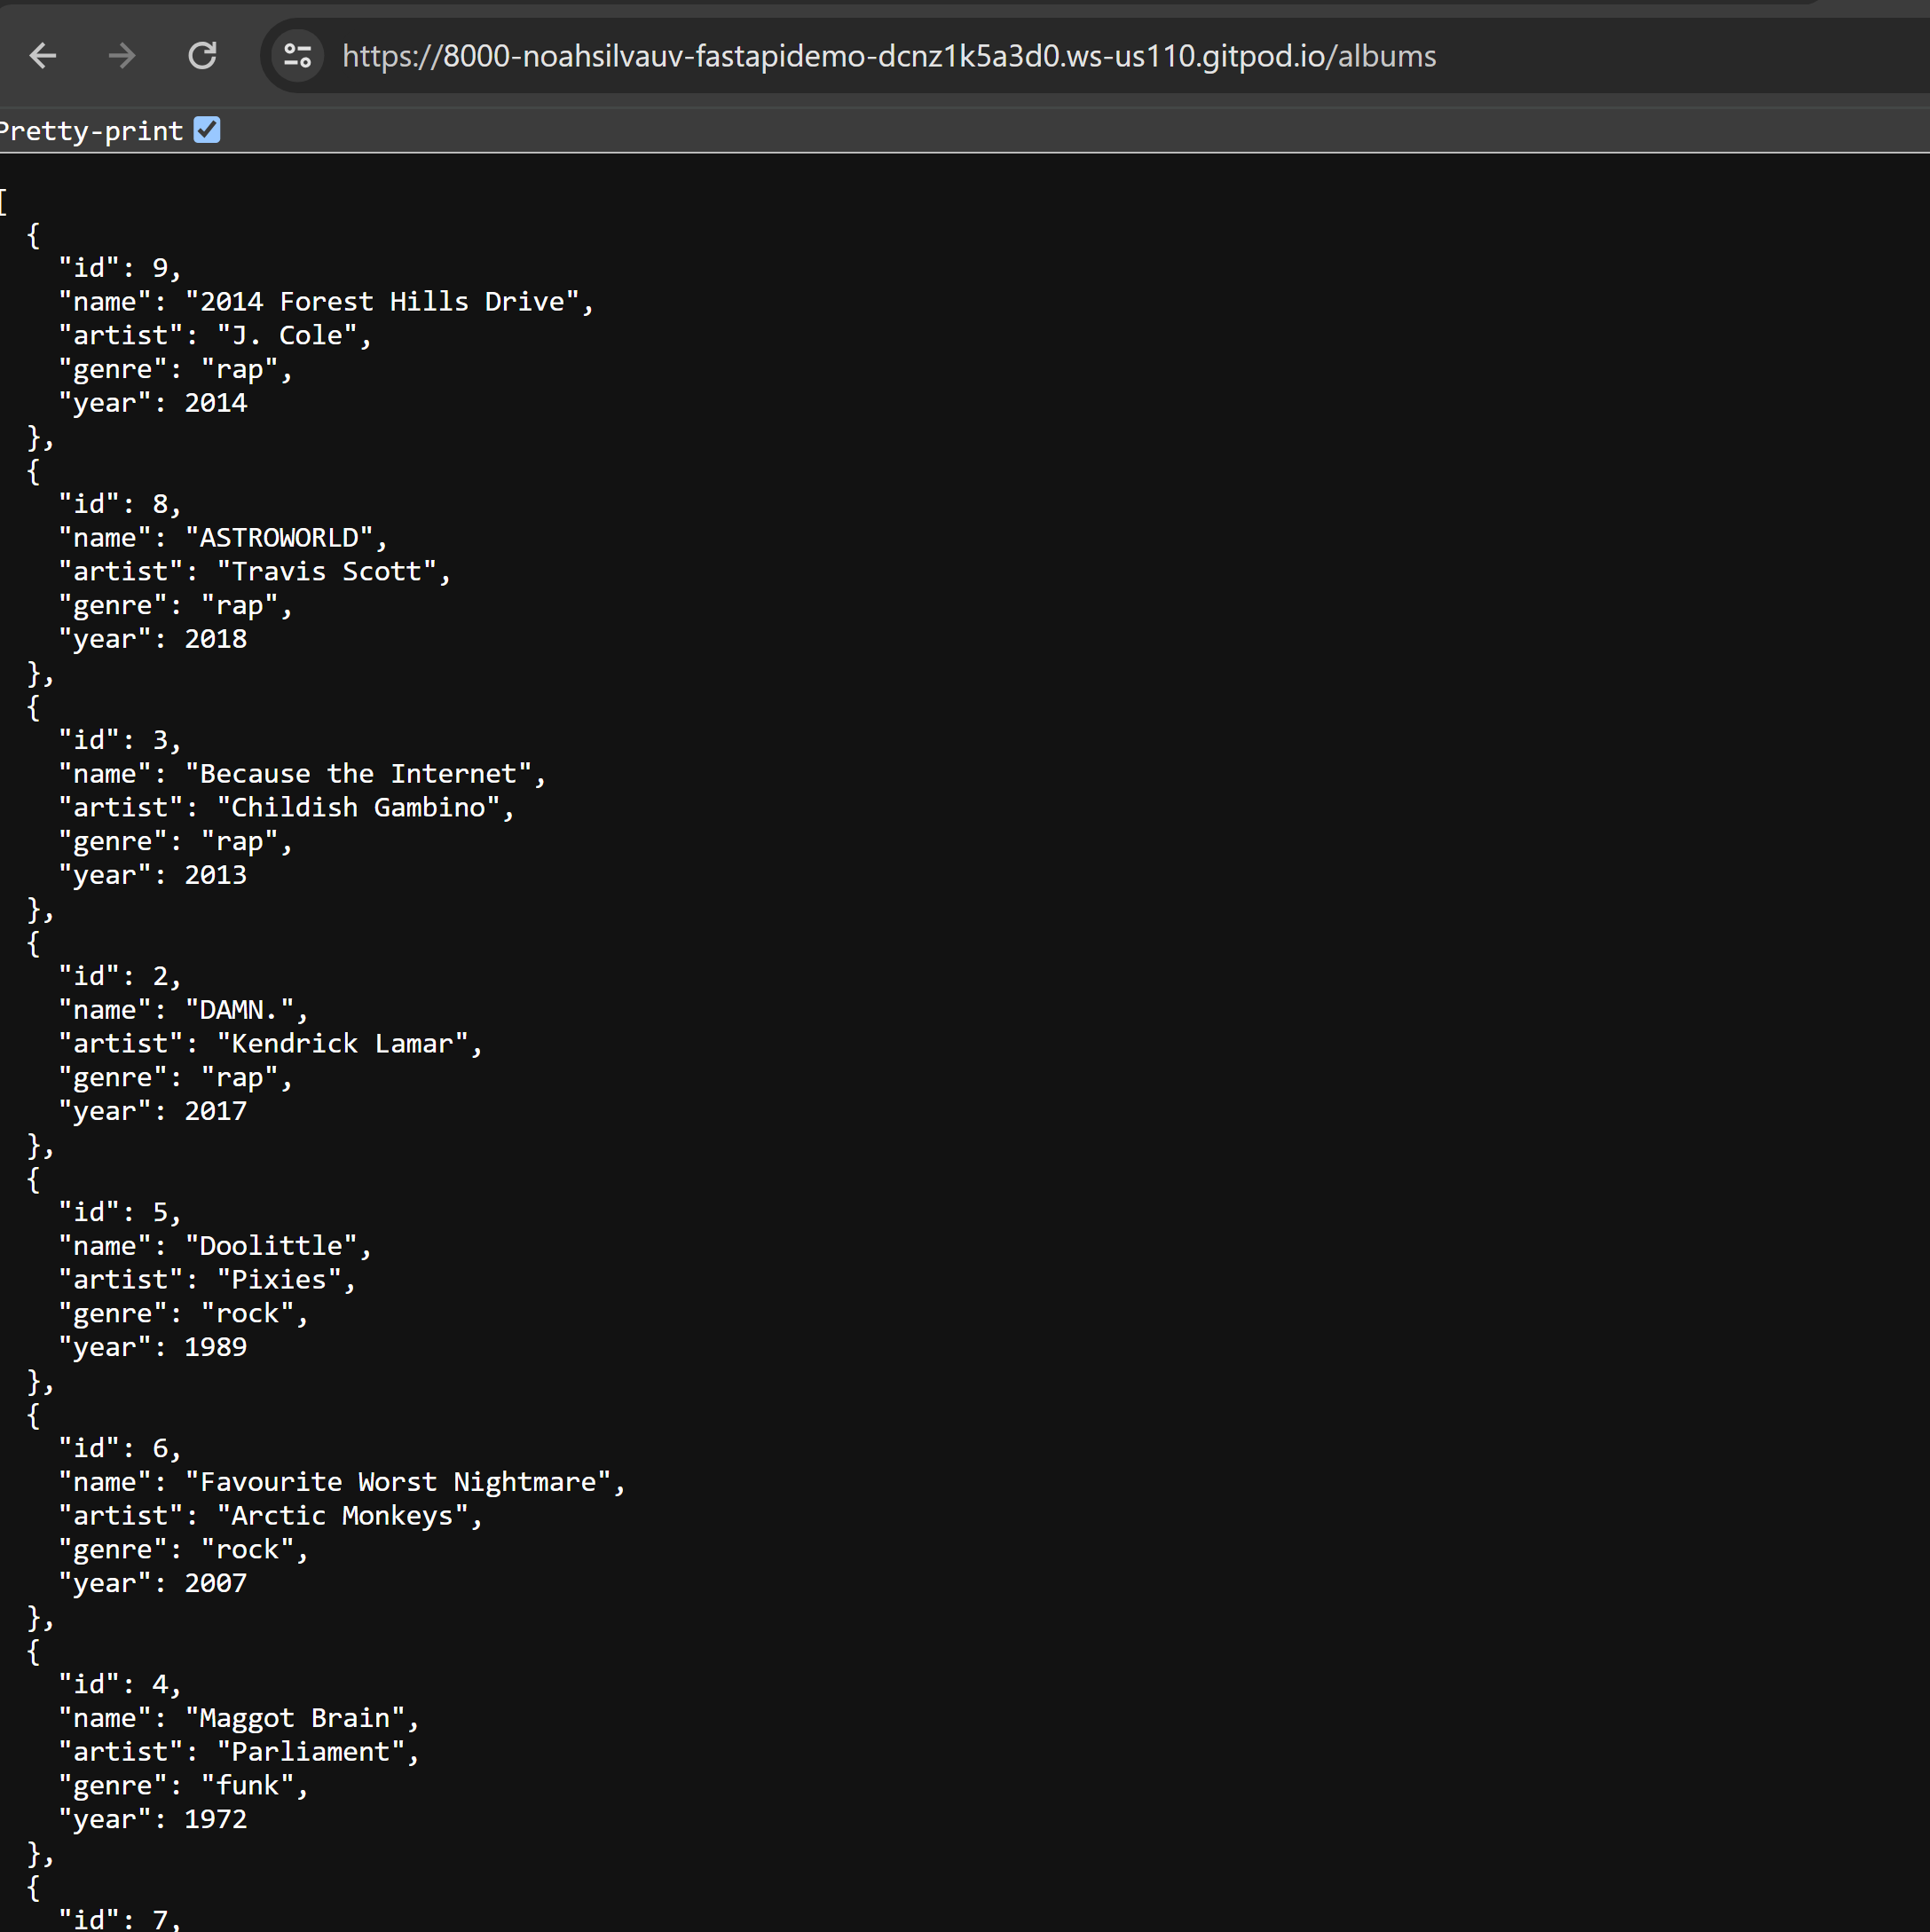 https://8000-noahsilvauv-fastapidemo-dcnz1k5a3d0.ws-us110.gitpod.io/albums
Pretty-print
[
  {
    "id": 9,
    "name": "2014 Forest Hills Drive",
    "artist": "J. Cole",
    "genre": "rap",
    "year": 2014
  },
  {
    "id": 8,
    "name": "ASTROWORLD",
    "artist": "Travis Scott",
    "genre": "rap",
    "year": 2018
  },
  {
    "id": 3,
    "name": "Because the Internet",
    "artist": "Childish Gambino",
    "genre": "rap",
    "year": 2013
  },
  {
    "id": 2,
    "name": "DAMN.",
    "artist": "Kendrick Lamar",
    "genre": "rap",
    "year": 2017
  },
  {
    "id": 5,
    "name": "Doolittle",
    "artist": "Pixies",
    "genre": "rock",
    "year": 1989
  },
  {
    "id": 6,
    "name": "Favourite Worst Nightmare",
    "artist": "Arctic Monkeys",
    "genre": "rock",
    "year": 2007
  },
  {
    "id": 4,
    "name": "Maggot Brain",
    "artist": "Parliament",
    "genre": "funk",
    "year": 1972
  },
  {
    "id": 7,